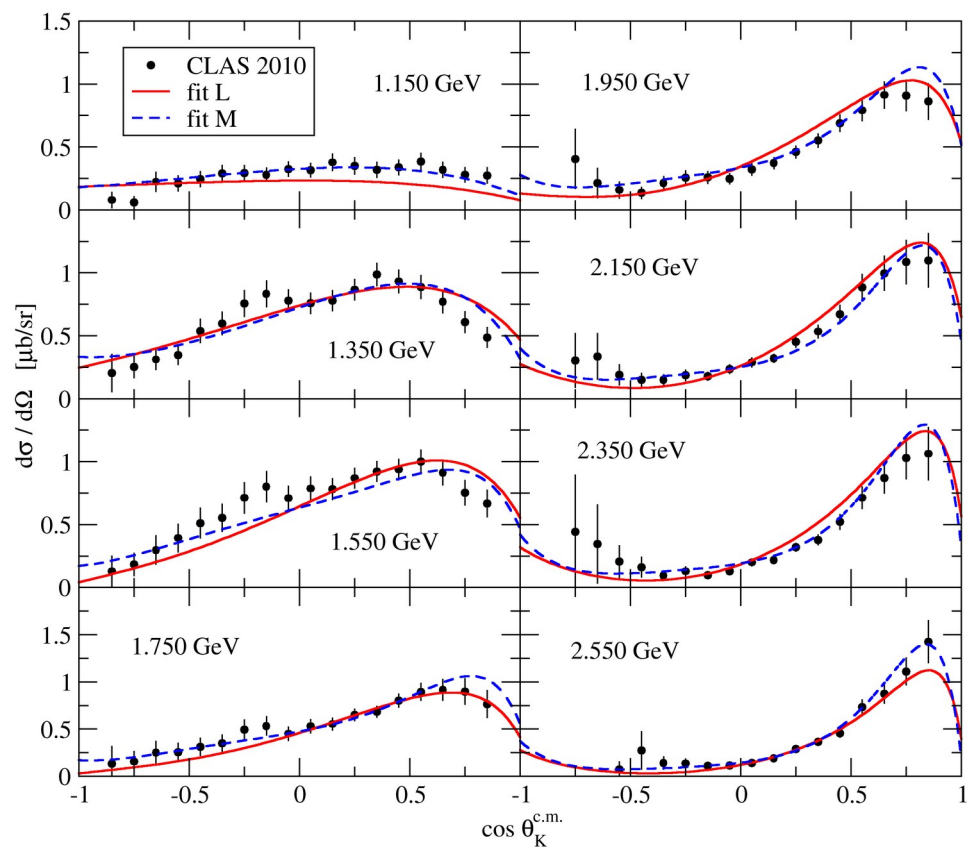 1.5
1
0.5
0
CLAS 2010
fit L
fit M
1.150 GeV
1.950 GeV
1
0.5
0
1.350 GeV
2.150 GeV
dσ / dΩ [μb/sr]
1
0.5
0
1.550 GeV
2.350 GeV
1.5
1
0.5
0
1.750 GeV
2.550 GeV
-1 -0.5 0 0.5 -1 -0.5 0 0.5 1
cos θ_K^c.m.